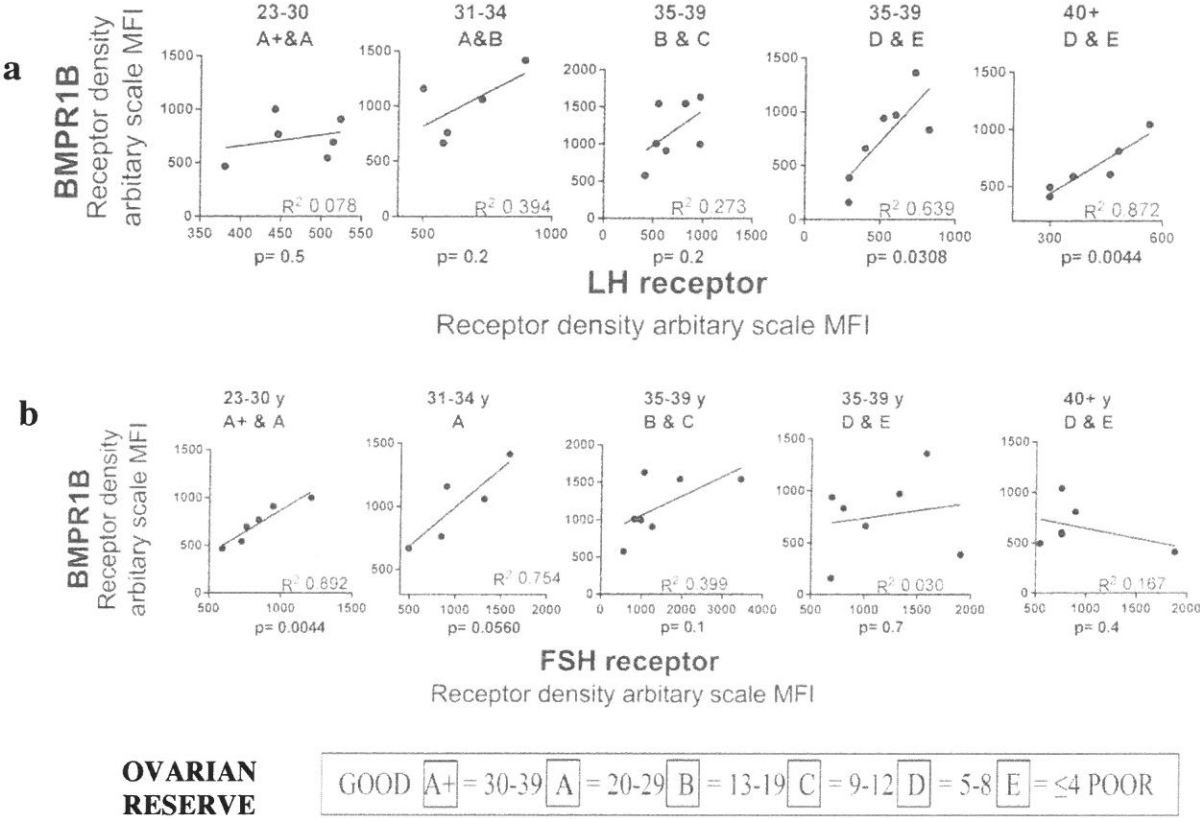 a
BMPR1B
Receptor density
arbitary scale MFI
23-30
A+&A
1500
1000
500
0
350 400 450 500 550
R² 0.078
p= 0.5
31-34
A&B
1500
1000
500
0
500 1000
R² 0.394
p= 0.2
35-39
B & C
2000
1500
1000
500
0
0 500 1000 1500
R² 0.273
p= 0.2
35-39
D & E
1500
1000
500
0
0 500 1000
R² 0.639
p= 0.0308
40+
D & E
1500
1000
500
300 600
R² 0.872
p= 0.0044
LH receptor
Receptor density arbitary scale MFI
b
BMPR1B
Receptor density
arbitary scale MFI
23-30 y
A+ & A
1500
1000
500
0
500 1000 1500
R² 0.892
p= 0.0044
31-34 y
A
1500
1000
500
500 1000 1500 2000
R² 0.754
p= 0.0560
35-39 y
B & C
2000
1500
1000
500
0
0 1000 2000 3000 4000
R² 0.399
p= 0.1
35-39 y
D & E
1500
1000
500
0
500 1000 1500 2000
R² 0.030
p= 0.7
40+ y
D & E
1500
1000
500
0
500 1000 1500 2000
R² 0.167
p= 0.4
FSH receptor
Receptor density arbitary scale MFI
OVARIAN
RESERVE
GOOD A+ = 30-39 A = 20-29 B = 13-19 C = 9-12 D = 5-8 E = ≤4 POOR